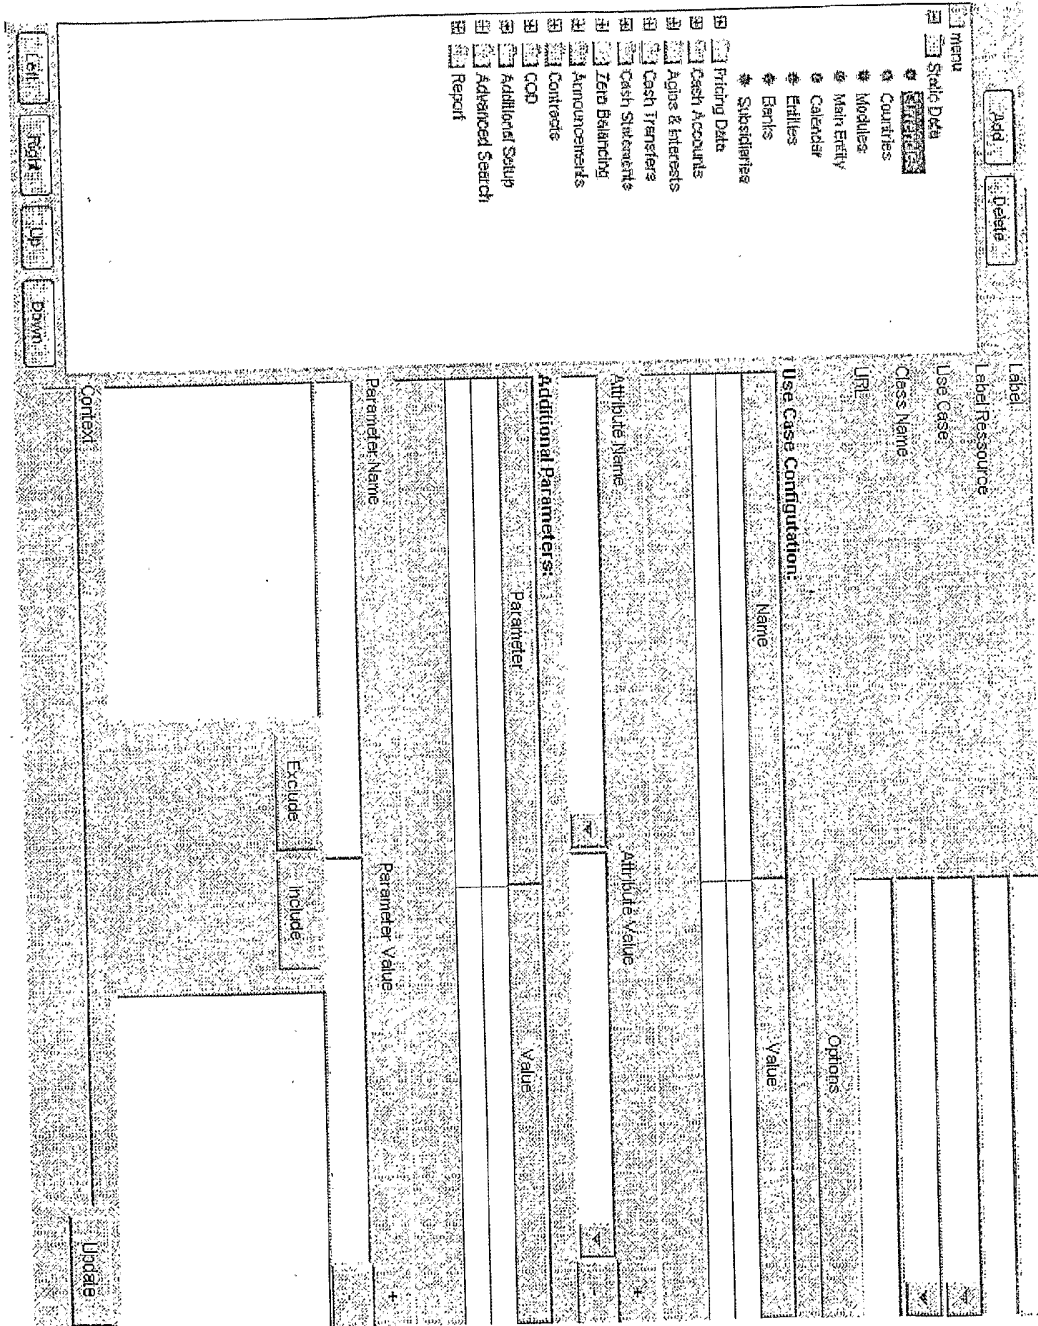 Add Delete
menu
Static Data
Countries
Modules
Main Entity
Calendar
Entities
Banks
Subsidiaries
Pricing Data
Cash Accounts
Agios & Interests
Cash Transfers
Cash Statements
Zero Balancing
Announcements
Contracts
COD
Additional Setup
Advanced Search
Report
Left Right Up Down
Label
Label Ressource
Use Case
Class Name
URL
Options
Use Case Configutation:
Name Value
Attribute Name Attribute Value +
-
Additional Parameters:
Parameter Value
Parameter Name Parameter Value +
Exclude Include
Context
Update